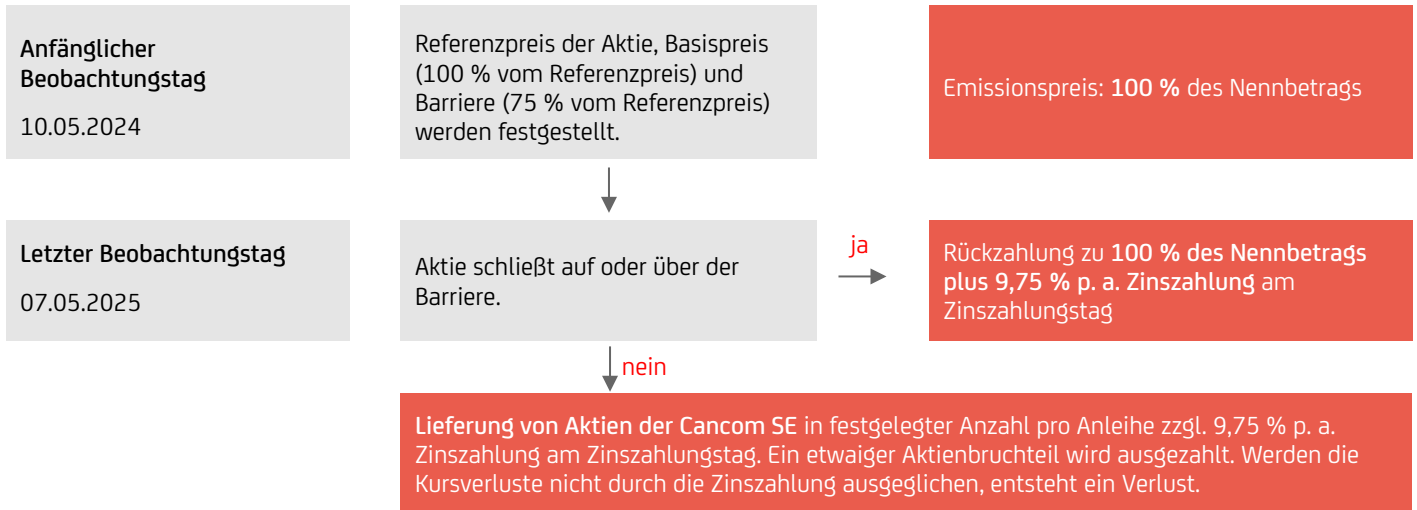 Anfänglicher
Beobachtungstag
10.05.2024
Referenzpreis der Aktie, Basispreis
(100 % vom Referenzpreis) und
Barriere (75 % vom Referenzpreis)
werden festgestellt.
Emissionspreis: 100 % des Nennbetrags
Letzter Beobachtungstag
07.05.2025
Aktie schließt auf oder über der
Barriere.
ja
Rückzahlung zu 100 % des Nennbetrags
plus 9,75 % p. a. Zinszahlung am
Zinszahlungstag
nein
Lieferung von Aktien der Cancom SE in festgelegter Anzahl pro Anleihe zzgl. 9,75 % p. a.
Zinszahlung am Zinszahlungstag. Ein etwaiger Aktienbruchteil wird ausgezahlt. Werden die
Kursverluste nicht durch die Zinszahlung ausgeglichen, entsteht ein Verlust.